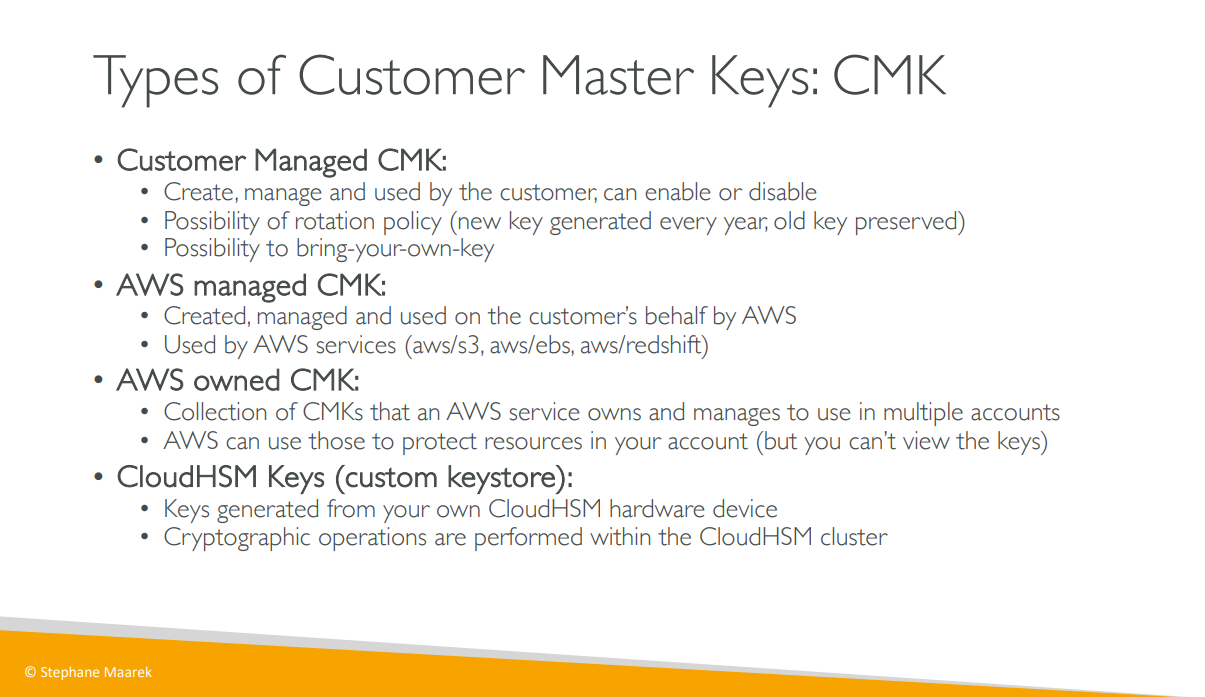 Types of Customer Master Keys: CMK
• Customer Managed CMK:
• Create, manage and used by the customer, can enable or disable
• Possibility of rotation policy (new key generated every year, old key preserved)
• Possibility to bring-your-own-key
• AWS managed CMK:
• Created, managed and used on the customer’s behalf by AWS
• Used by AWS services (aws/s3, aws/ebs, aws/redshift)
• AWS owned CMK:
• Collection of CMKs that an AWS service owns and manages to use in multiple accounts
• AWS can use those to protect resources in your account (but you can’t view the keys)
• CloudHSM Keys (custom keystore):
• Keys generated from your own CloudHSM hardware device
• Cryptographic operations are performed within the CloudHSM cluster
© Stephane Maarek